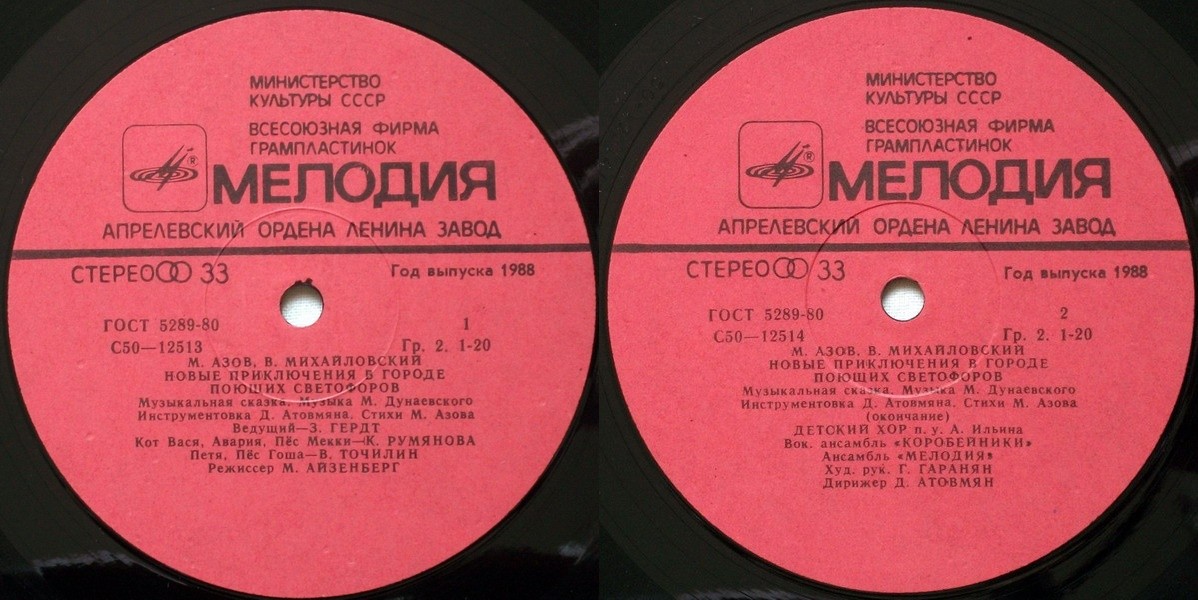 МИНИСТЕРСТВО
КУЛЬТУРЫ СССР
ВСЕСОЮЗНАЯ ФИРМА
ГРАМПЛАСТИНОК
®
МЕЛОДИЯ
АПРЕЛЕВСКИЙ ОРДЕНА ЛЕНИНА ЗАВОД
СТЕРЕО 33 Год выпуска 1988
ГОСТ 5289-80 1
С50—12513 Гр. 2. 1-20
М. АЗОВ, В. МИХАЙЛОВСКИЙ
НОВЫЕ ПРИКЛЮЧЕНИЯ В ГОРОДЕ
ПОЮЩИХ СВЕТОФОРОВ
Музыкальная сказка. Музыка М. Дунаевского
Инструментовка Д. Атовмяна. Стихи М. Азова
Ведущий—З. ГЕРДТ
Кот Вася, Авария, Пёс Мекки—К. РУМЯНОВА
Петя, Пёс Гоша—В. ТОЧИЛИН
Режиссер М. АЙЗЕНБЕРГ
МИНИСТЕРСТВО
КУЛЬТУРЫ СССР
ВСЕСОЮЗНАЯ ФИРМА
ГРАМПЛАСТИНОК
®
МЕЛОДИЯ
АПРЕЛЕВСКИЙ ОРДЕНА ЛЕНИНА ЗАВОД
СТЕРЕО 33 Год выпуска 1988
ГОСТ 5289-80 2
С50—12514 Гр. 2. 1-20
М. АЗОВ, В. МИХАЙЛОВСКИЙ
НОВЫЕ ПРИКЛЮЧЕНИЯ В ГОРОДЕ
ПОЮЩИХ СВЕТОФОРОВ
Музыкальная сказка. Музыка М. Дунаевского
Инструментовка Д. Атовмяна. Стихи М. Азова
(окончание)
ДЕТСКИЙ ХОР п. у. А. Ильина
Вок. ансамбль «КОРОБЕЙНИКИ»
Ансамбль «МЕЛОДИЯ»
Худ. рук. Г. ГАРАНЯН
Дирижер Д. АТОВМЯН